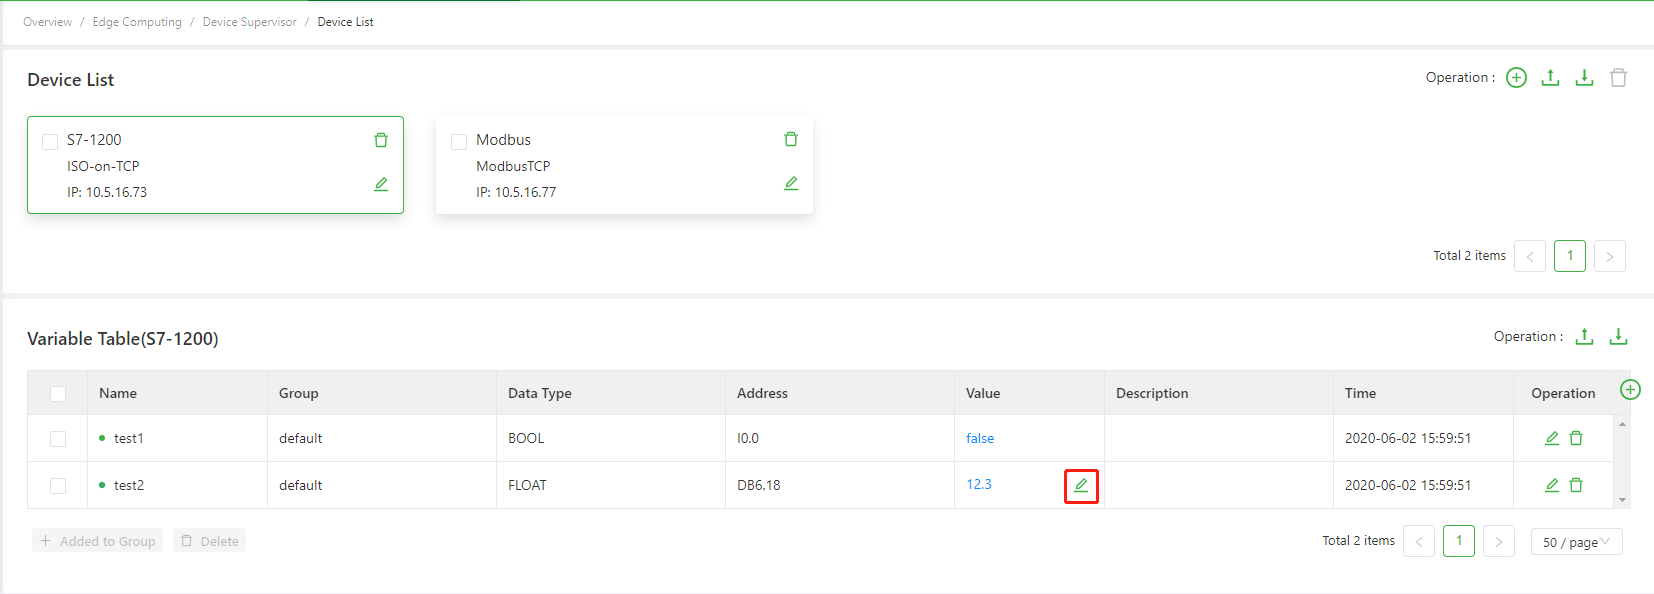 Overview / Edge Computing / Device Supervisor / Device List
Device List
Operation :
S7-1200
ISO-on-TCP
IP: 10.5.16.73
Modbus
ModbusTCP
IP: 10.5.16.77
Total 2 items < 1 >
Variable Table(S7-1200)
Operation :
Name Group Data Type Address Value Description Time Operation
test1 default BOOL I0.0 false 2020-06-02 15:59:51
test2 default FLOAT DB6.18 12.3 2020-06-02 15:59:51
+ Added to Group Delete
Total 2 items < 1 > 50 / page